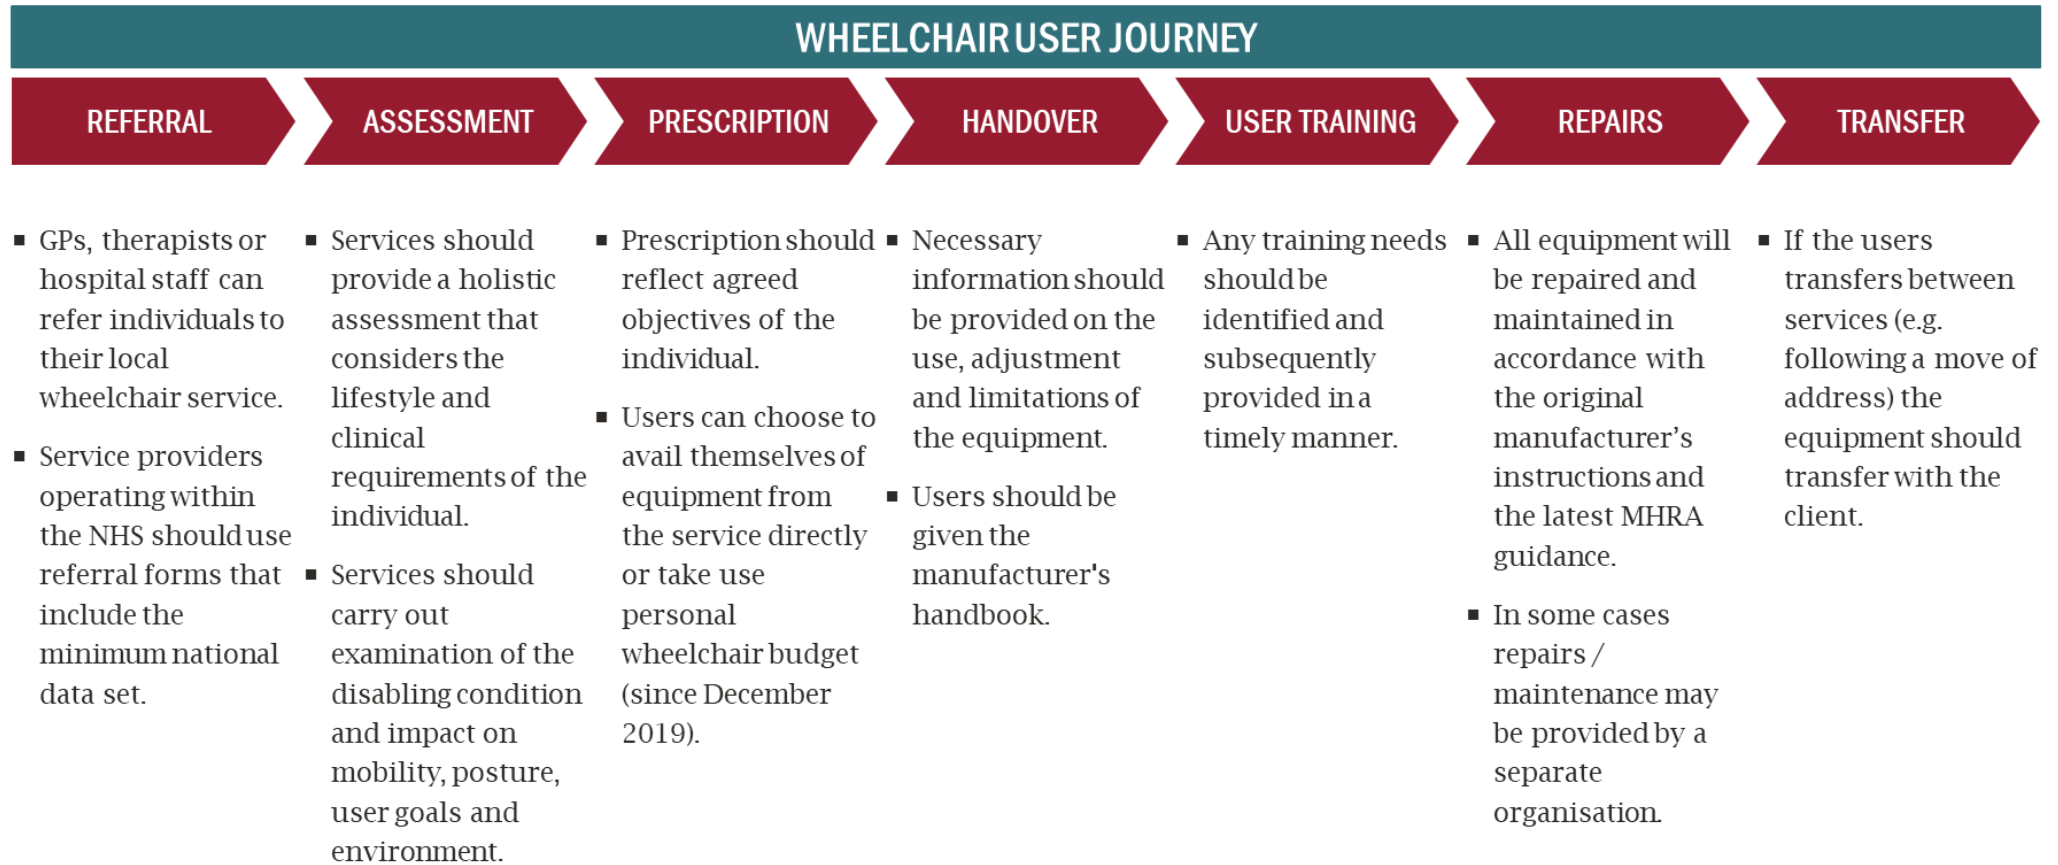 WHEELCHAIR USER JOURNEY
REFERRAL
ASSESSMENT
PRESCRIPTION
HANDOVER
USER TRAINING
REPAIRS
TRANSFER
▪ GPs, therapists or
hospital staff can
refer individuals to
their local
wheelchair service.
▪ Service providers
operating within
the NHS should use
referral forms that
include the
minimum national
data set.
▪ Services should
provide a holistic
assessment that
considers the
lifestyle and
clinical
requirements of the
individual.
▪ Services should
carry out
examination of the
disabling condition
and impact on
mobility, posture,
user goals and
environment.
▪ Prescription should
reflect agreed
objectives of the
individual.
▪ Users can choose to
avail themselves of
equipment from
the service directly
or take use
personal
wheelchair budget
(since December
2019).
▪ Necessary
information should
be provided on the
use, adjustment
and limitations of
the equipment.
▪ Users should be
given the
manufacturer's
handbook.
▪ Any training needs
should be
identified and
subsequently
provided in a
timely manner.
▪ All equipment will
be repaired and
maintained in
accordance with
the original
manufacturer’s
instructions and
the latest MHRA
guidance.
▪ In some cases
repairs /
maintenance may
be provided by a
separate
organisation.
▪ If the users
transfers between
services (e.g.
following a move of
address) the
equipment should
transfer with the
client.